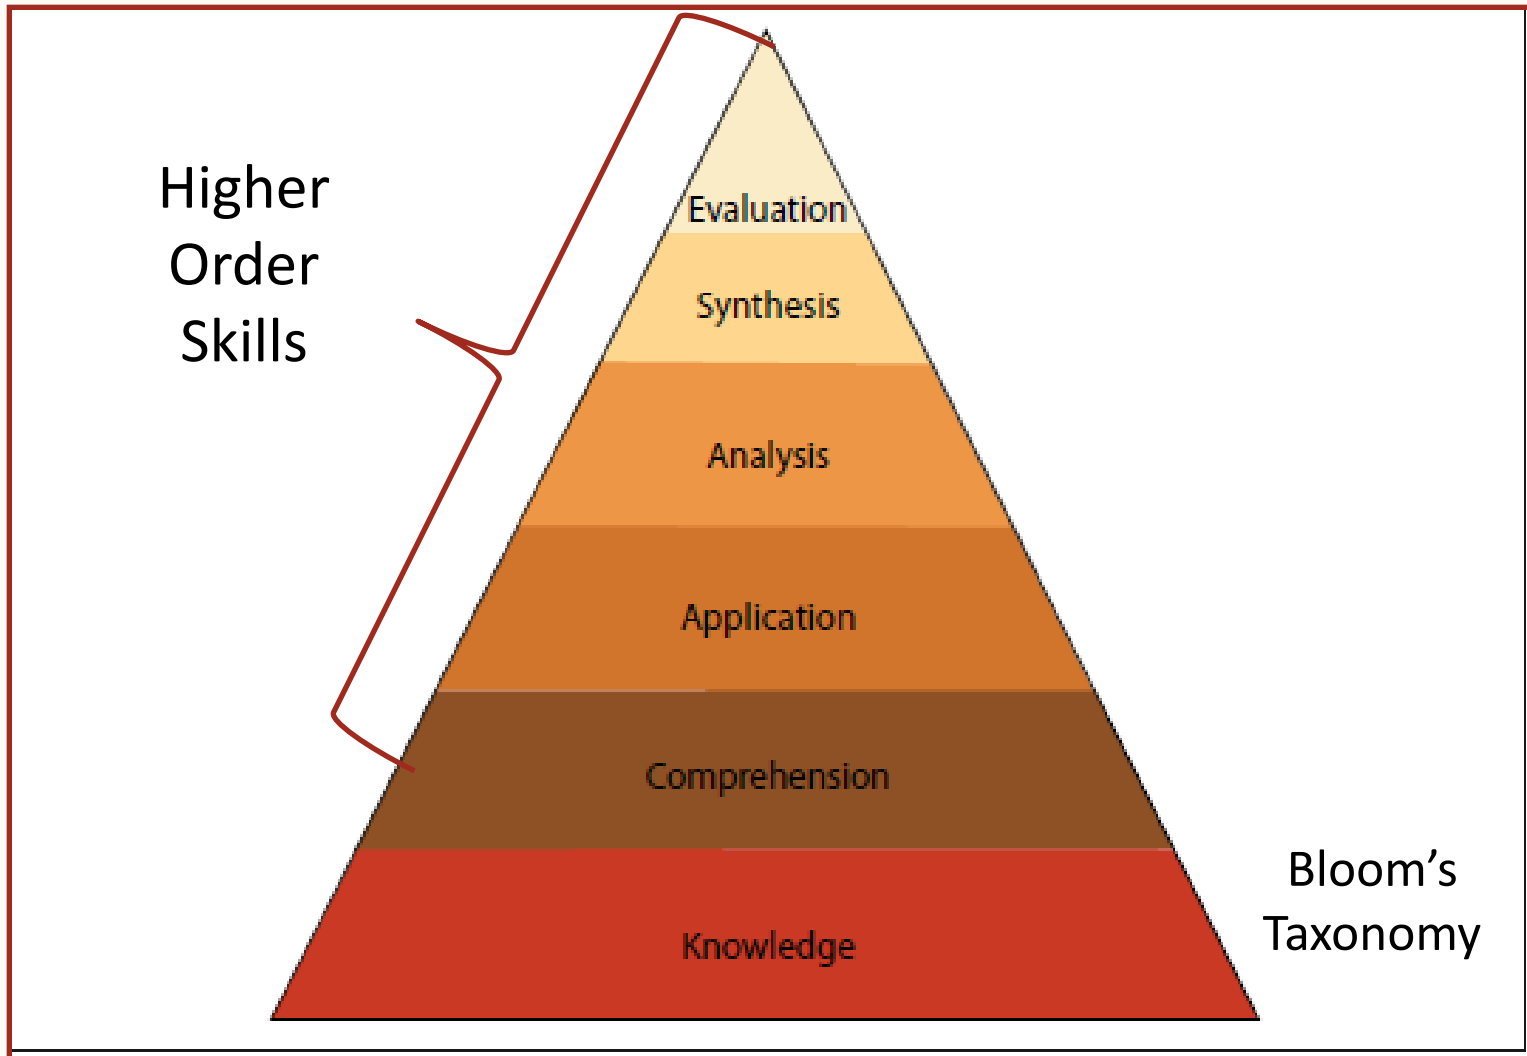 Higher
Order
Skills
Evaluation
Synthesis
Analysis
Application
Comprehension
Knowledge
Bloom’s
Taxonomy